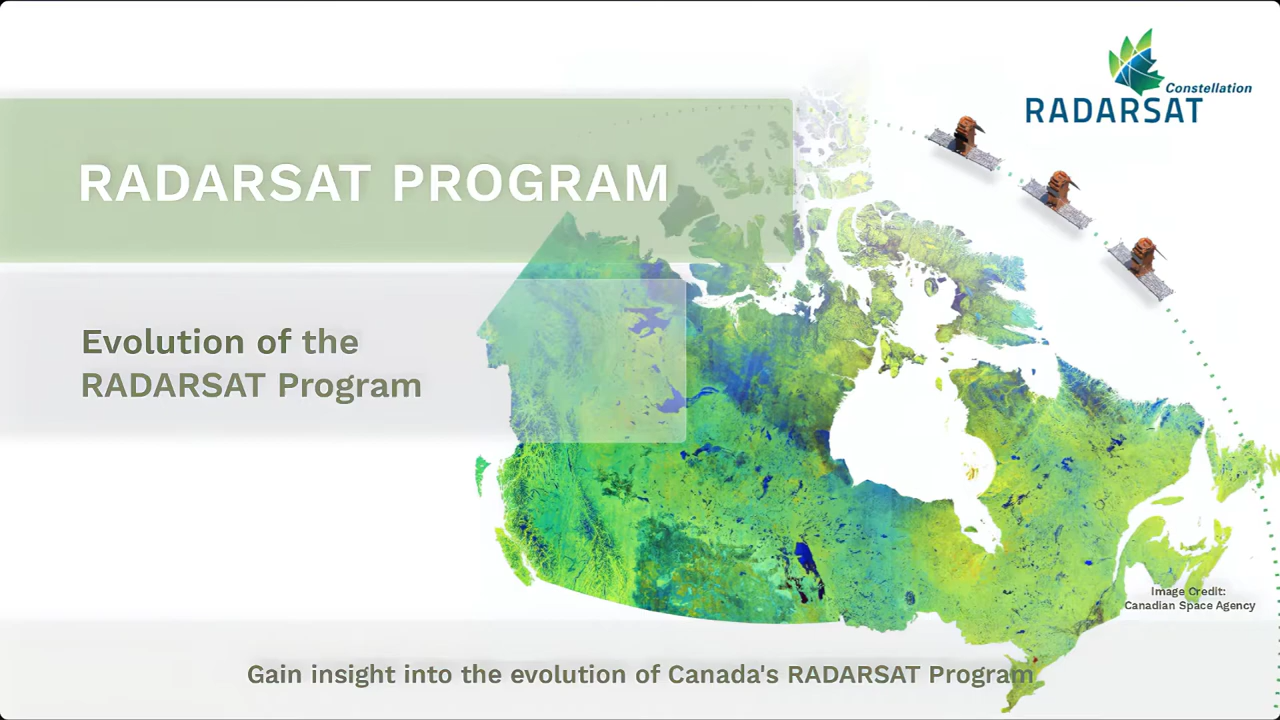 Constellation
RADARSAT
RADARSAT PROGRAM
Evolution of the
RADARSAT Program
Image Credit:
Canadian Space Agency
Gain insight into the evolution of Canada's RADARSAT Program